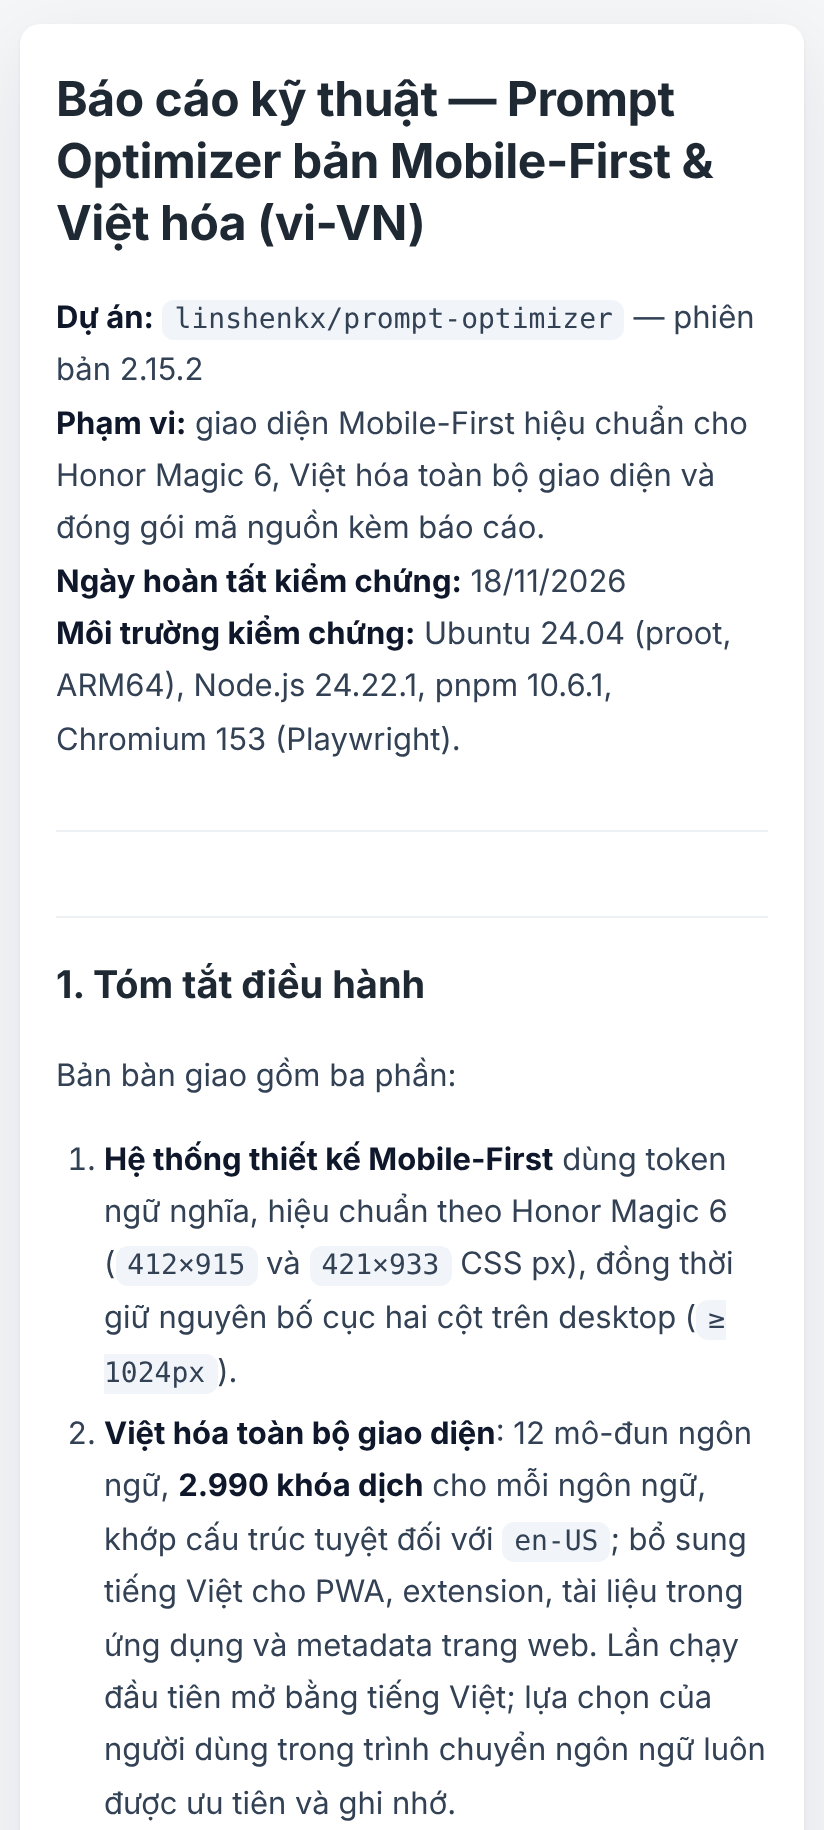 Báo cáo kỹ thuật — Prompt
Optimizer bản Mobile-First &
Việt hóa (vi-VN)
Dự án: linshenkx/prompt-optimizer — phiên
bản 2.15.2
Phạm vi: giao diện Mobile-First hiệu chuẩn cho
Honor Magic 6, Việt hóa toàn bộ giao diện và
đóng gói mã nguồn kèm báo cáo.
Ngày hoàn tất kiểm chứng: 18/11/2026
Môi trường kiểm chứng: Ubuntu 24.04 (proot,
ARM64), Node.js 24.22.1, pnpm 10.6.1,
Chromium 153 (Playwright).
1. Tóm tắt điều hành
Bản bàn giao gồm ba phần:
1. Hệ thống thiết kế Mobile-First dùng token
ngữ nghĩa, hiệu chuẩn theo Honor Magic 6
(412×915 và 421×933 CSS px), đồng thời
giữ nguyên bố cục hai cột trên desktop (≥
1024px).
2. Việt hóa toàn bộ giao diện: 12 mô-đun ngôn
ngữ, 2.990 khóa dịch cho mỗi ngôn ngữ,
khớp cấu trúc tuyệt đối với en-US; bổ sung
tiếng Việt cho PWA, extension, tài liệu trong
ứng dụng và metadata trang web. Lần chạy
đầu tiên mở bằng tiếng Việt; lựa chọn của
người dùng trong trình chuyển ngôn ngữ luôn
được ưu tiên và ghi nhớ.